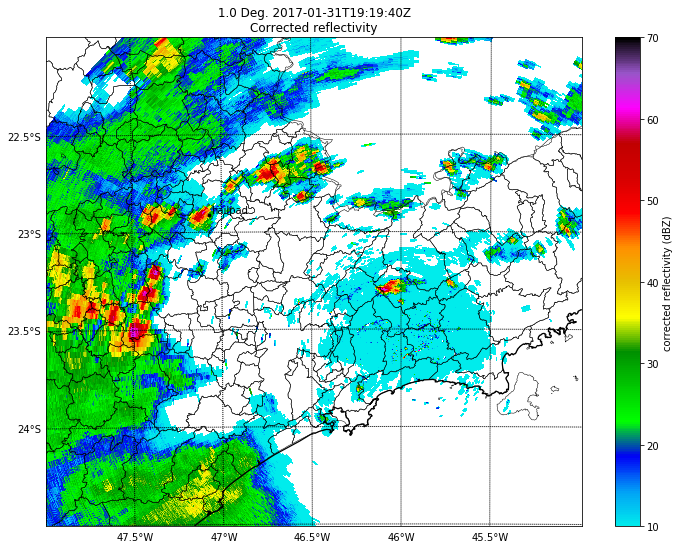 1.0 Deg. 2017-01-31T19:19:40Z
Corrected reflectivity
22.5°S
23°S
23.5°S
24°S
47.5°W
47°W
46.5°W
46°W
45.5°W
70
60
50
40
30
20
10
corrected reflectivity (dBZ)